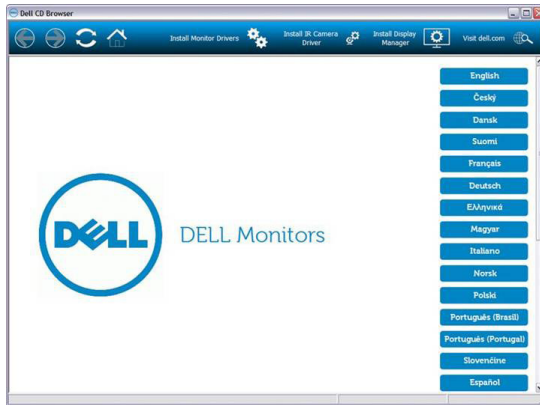 Dell CD Browser
Install Monitor Drivers
Install IR Camera
Driver
Install Display
Manager
Visit dell.com
English
Český
Dansk
Suomi
Français
Deutsch
Ελληνικά
Magyar
Italiano
Norsk
Polski
Português (Brasil)
Português (Portugal)
Slovenčine
Español
DELL
DELL Monitors